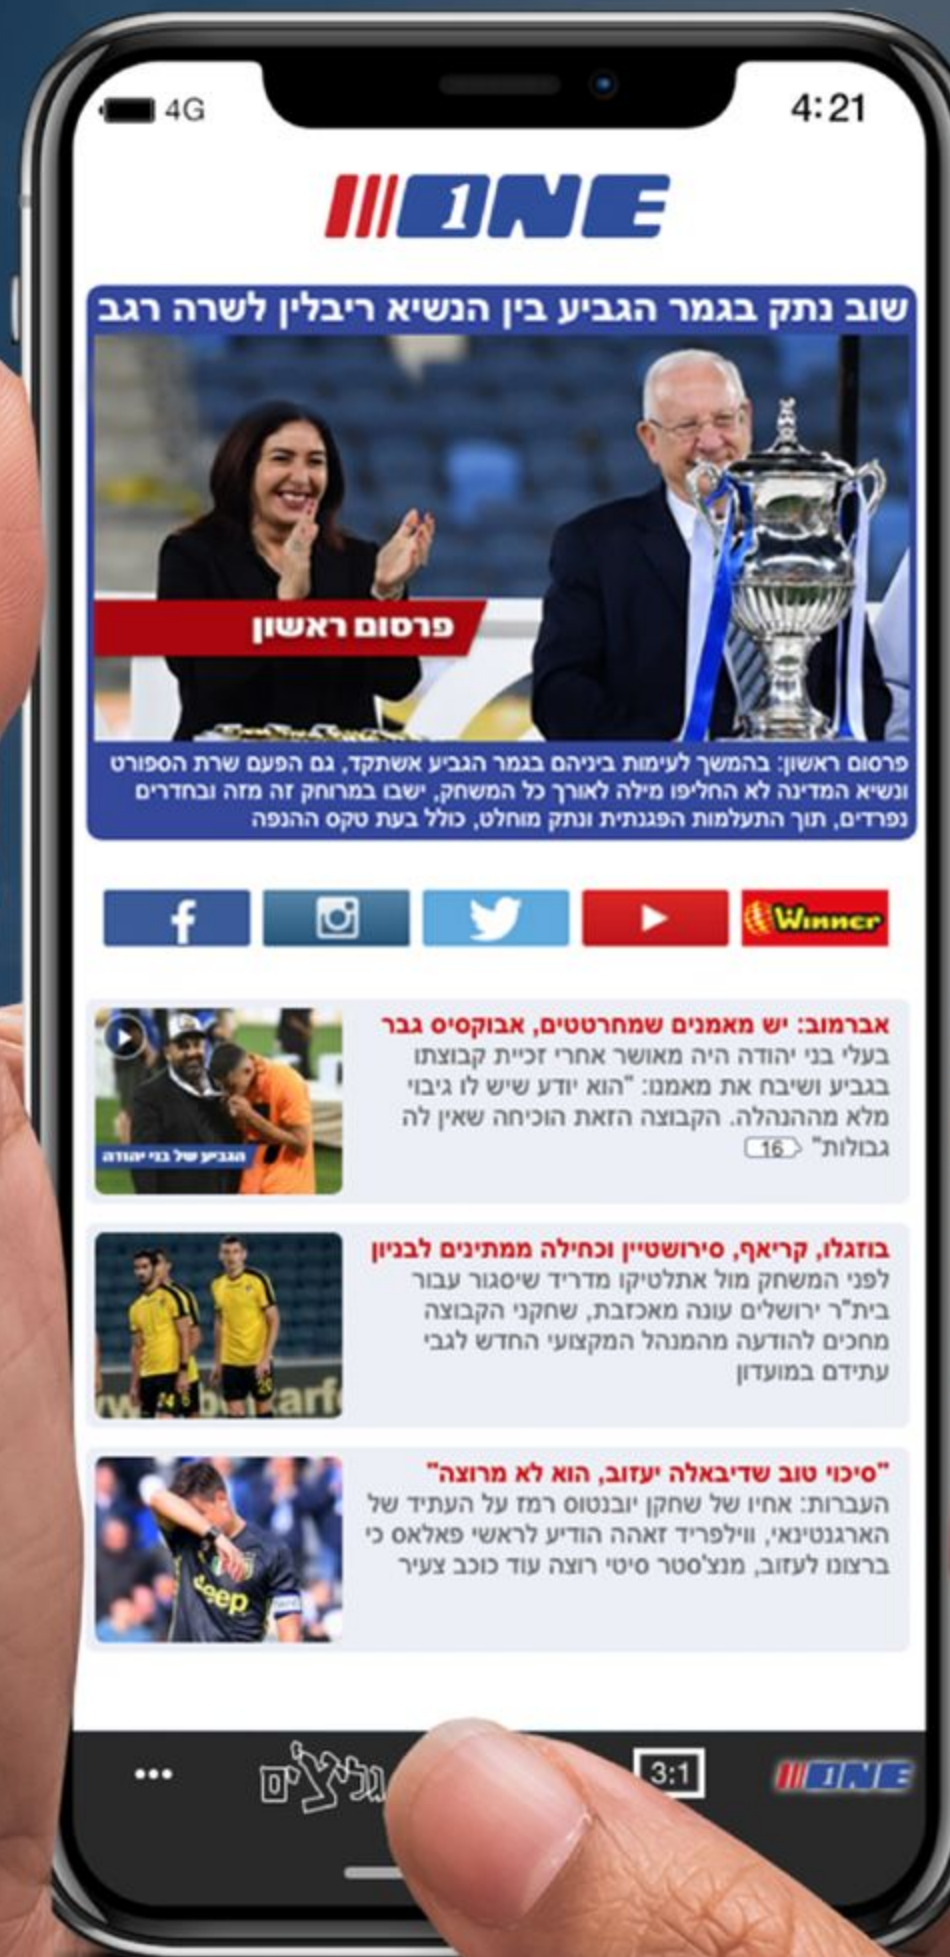 4G
4:21
1
ONE
שוב נתק בגמר הגביע בין הנשיא ריבלין לשרה רגב
פרסום ראשון
פרסום ראשון: בהמשך לעימות ביניהם בגמר הגביע אשתקד, גם הפעם שרת הספורט
ונשיא המדינה לא החליפו מילה לאורך כל המשחק, ישבו במרוחק זה מזה ובחדרים
נפרדים, תוך התעלמות הפגנתית ונתק מוחלט, כולל בעת טקס ההנפה
f
Winner
אברמוב: יש מאמנים שמחרטטים, אבוקסיס גבר
בעלי בני יהודה היה מאושר אחרי זכיית קבוצתו
בגביע ושיבח את מאמנו: "הוא יודע שיש לו גיבוי
מלא מההנהלה. הקבוצה הזאת הוכיחה שאין לה
גבולות" 16
הגביע של בני יהודה
בוזגלו, קריאף, סירושטיין וכחילה ממתינים לבניון
לפני המשחק מול אתלטיקו מדריד שיסגור עבור
בית"ר ירושלים עונה מאכזבת, שחקני הקבוצה
מחכים להודעה מהמנהל המקצועי החדש לגבי
עתידם במועדון
"סיכוי טוב שדיבאלה יעזוב, הוא לא מרוצה"
העברות: אחיו של שחקן יובנטוס רמז על העתיד של
הארגנטינאי, ווילפריד זאהה הודיע לראשי פאלאס כי
ברצונו לעזוב, מנצ'סטר סיטי רוצה עוד כוכב צעיר
Jeep
ONE
3:1
גליצ'ים